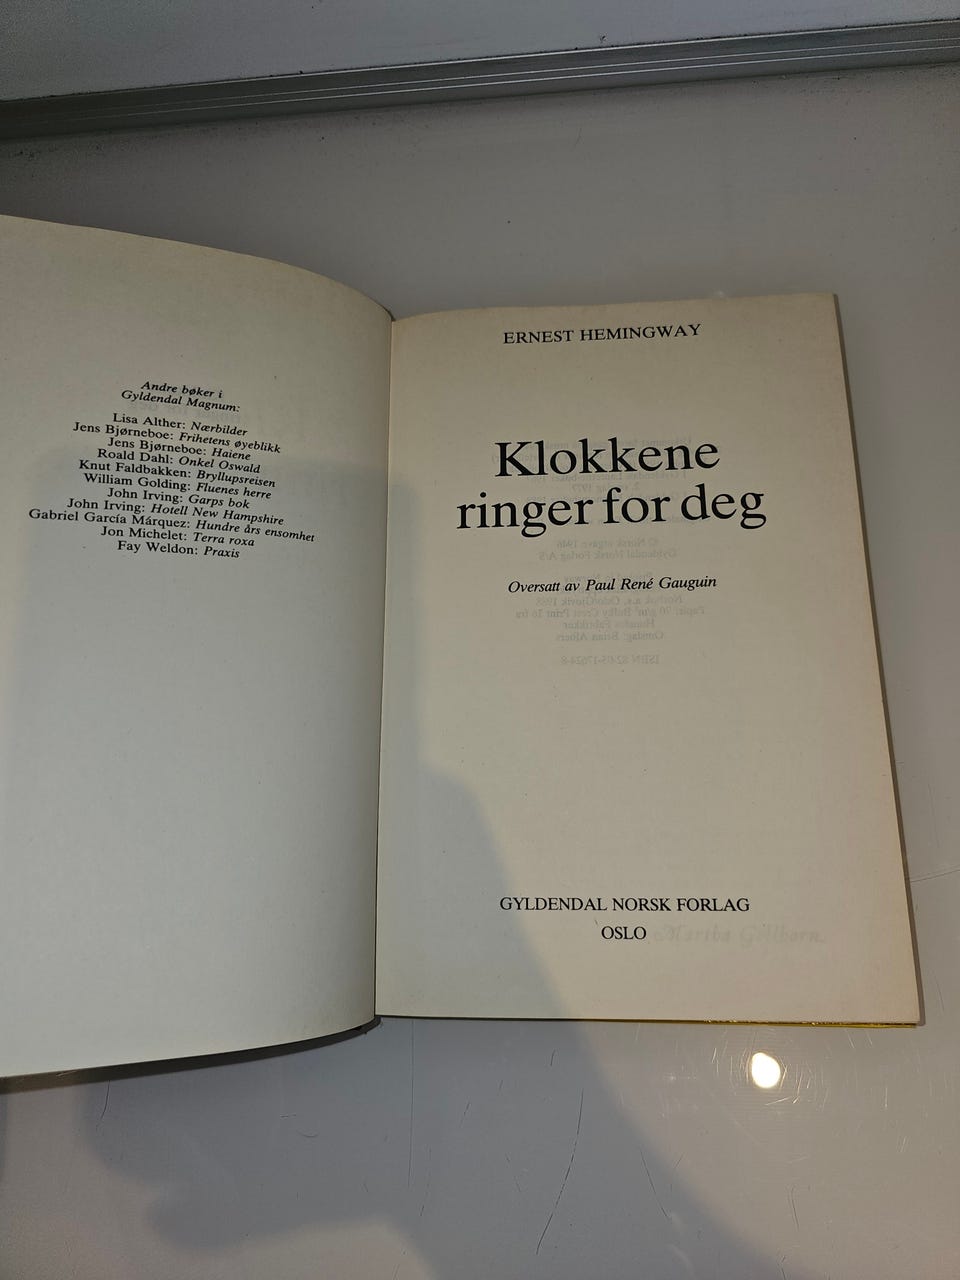 Andre bøker i
Gyldendal Magnum:
Lisa Alther: Nærbilder
Jens Bjørneboe: Frihetens øyeblikk
Jens Bjørneboe: Haiene
Roald Dahl: Onkel Oswald
Knut Faldbakken: Bryllupsreisen
William Golding: Fluenes herre
John Irving: Garps bok
John Irving: Hotell New Hampshire
Gabriel García Márquez: Hundre års ensomhet
Jon Michelet: Terra roxa
Fay Weldon: Praxis
ERNEST HEMINGWAY
Klokkene
ringer for deg
Oversatt av Paul René Gauguin
GYLDENDAL NORSK FORLAG
OSLO